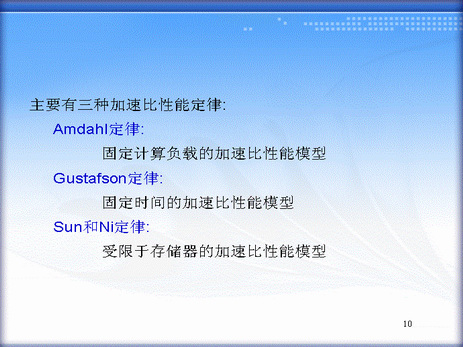 主要有三种加速比性能定律:
Amdahl定律:
固定计算负载的加速比性能模型
Gustafson定律:
固定时间的加速比性能模型
Sun和Ni定律:
受限于存储器的加速比性能模型
10